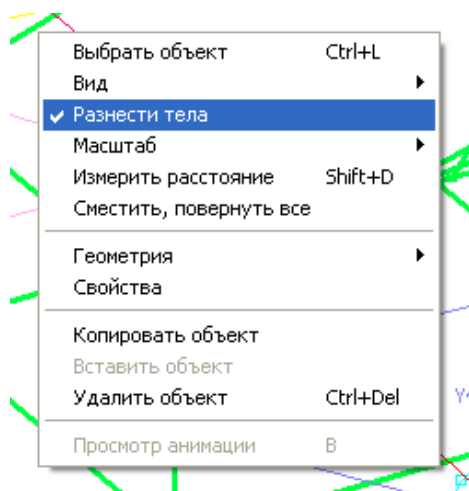 Выбрать объект Ctrl+L
Вид
Разнести тела
Масштаб
Измерить расстояние Shift+D
Сместить, повернуть все
Геометрия
Свойства
Копировать объект
Вставить объект
Удалить объект Ctrl+Del
Просмотр анимации B